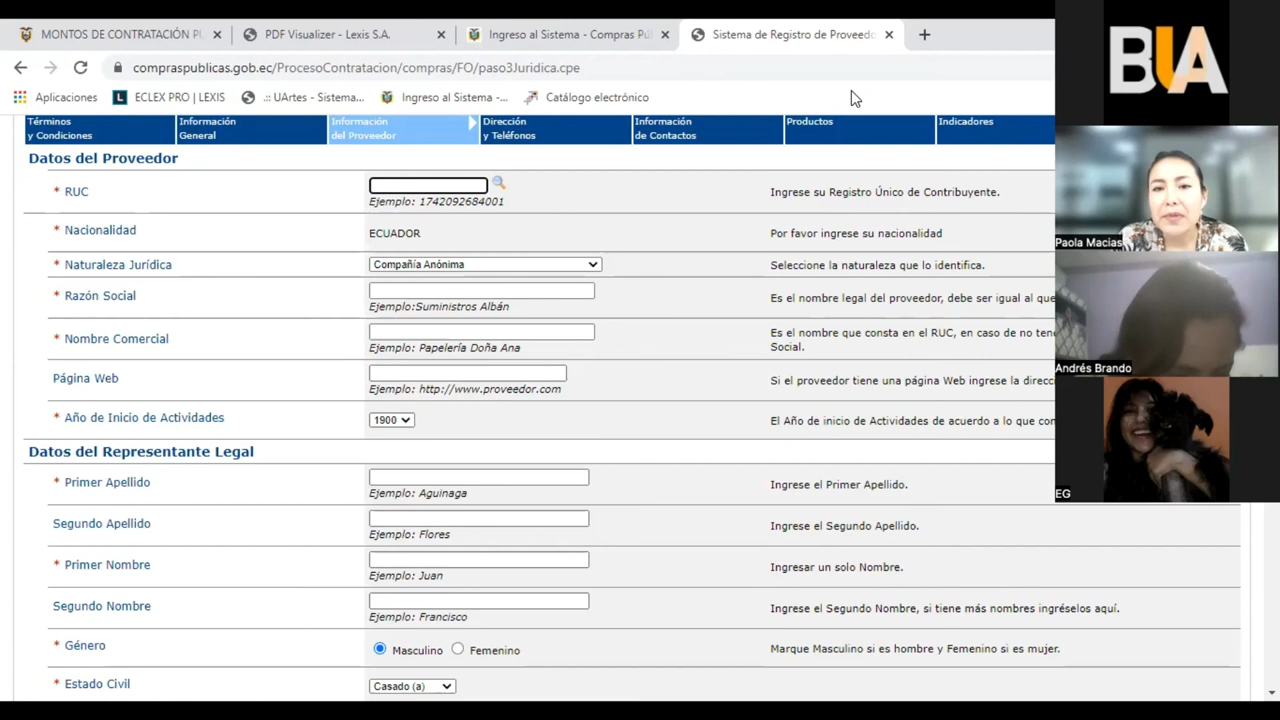 MONTOS DE CONTRATACIÓN PÚ
PDF Visualizer - Lexis S.A.
Ingreso al Sistema - Compras Púb
Sistema de Registro de Proveedo
compraspublicas.gob.ec/ProcesoContratacion/compras/FO/paso3Juridica.cpe
Aplicaciones
L ECLEX PRO | LEXIS
.:: UArtes - Sistema...
Ingreso al Sistema -...
Catálogo electrónico
BUA
Términos
y Condiciones
Información
General
Información
del Proveedor
Dirección
y Teléfonos
Información
de Contactos
Productos
Indicadores
Datos del Proveedor
* RUC
Ejemplo: 1742092684001
Ingrese su Registro Único de Contribuyente.
* Nacionalidad
ECUADOR
Por favor ingrese su nacionalidad
Paola Macias
* Naturaleza Jurídica
Compañía Anónima
Seleccione la naturaleza que lo identifica.
* Razón Social
Ejemplo:Suministros Albán
Es el nombre legal del proveedor, debe ser igual al que
* Nombre Comercial
Ejemplo: Papelería Doña Ana
Es el nombre que consta en el RUC, en caso de no tene
Social.
Andrés Brando
Página Web
Ejemplo: http://www.proveedor.com
Si el proveedor tiene una página Web ingrese la direcci
* Año de Inicio de Actividades
1900
El Año de inicio de Actividades de acuerdo a lo que con
Datos del Representante Legal
* Primer Apellido
Ejemplo: Aguinaga
Ingrese el Primer Apellido.
EG
Segundo Apellido
Ejemplo: Flores
Ingrese el Segundo Apellido.
* Primer Nombre
Ejemplo: Juan
Ingresar un solo Nombre.
Segundo Nombre
Ejemplo: Francisco
Ingrese el Segundo Nombre, si tiene más nombres ingréselos aquí.
* Género
Masculino
Femenino
Marque Masculino si es hombre y Femenino si es mujer.
* Estado Civil
Casado (a)